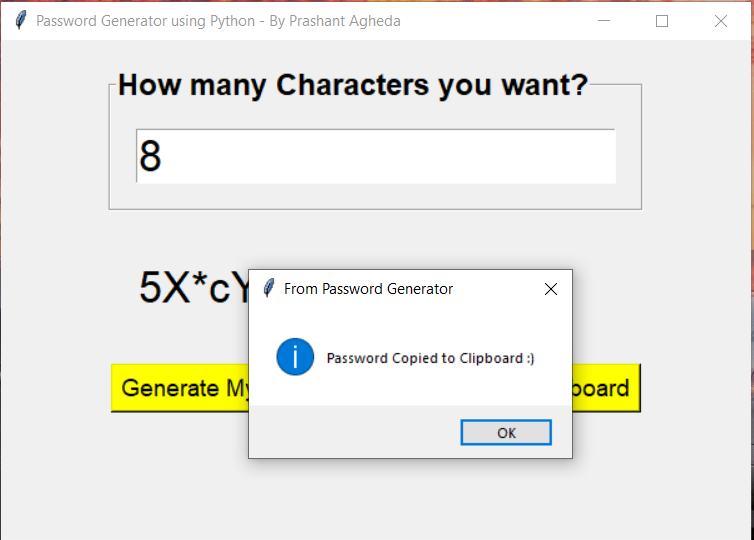 Password Generator using Python - By Prashant Agheda
How many Characters you want?
8
5X*cY
From Password Generator
Password Copied to Clipboard :)
Generate My
board
OK